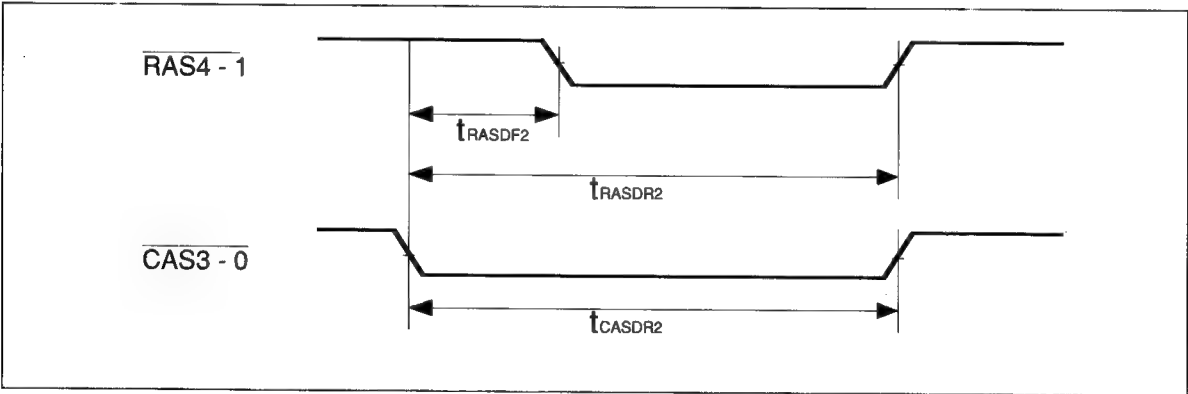 RAS4 - 1
tRASDF2
tRASDR2
CAS3 - 0
tCASDR2